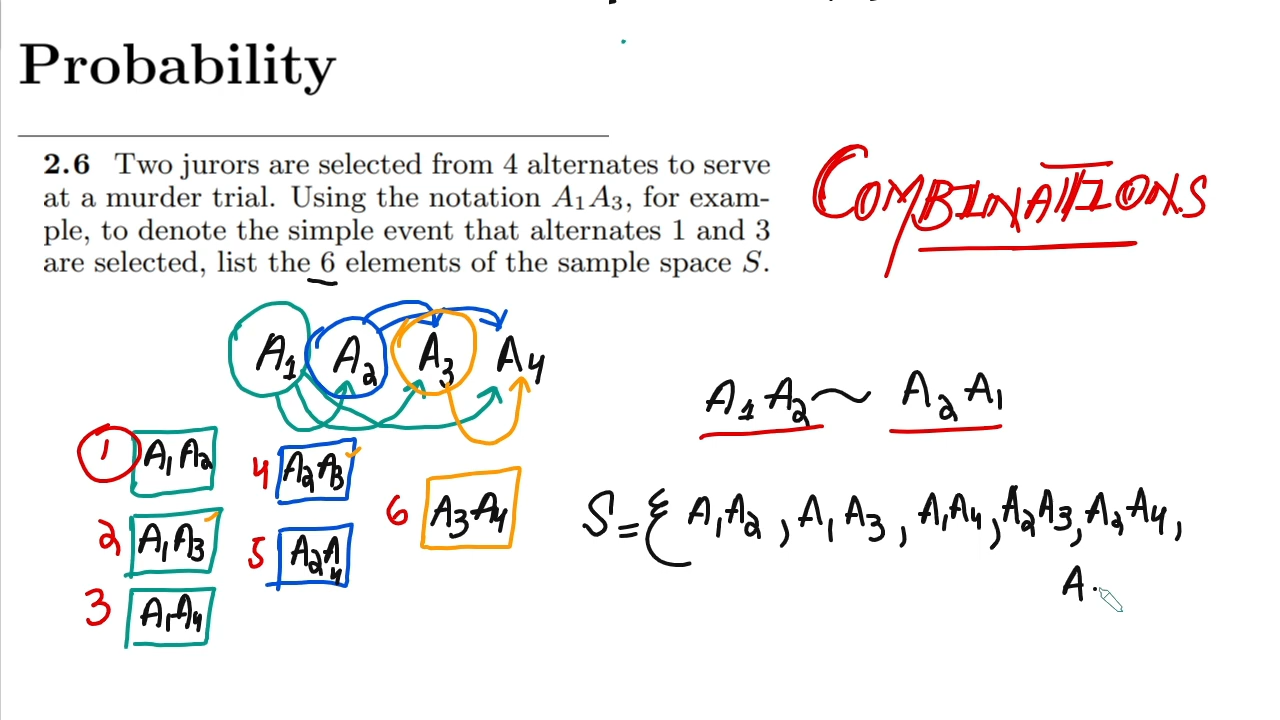 Probability
2.6 Two jurors are selected from 4 alternates to serve
at a murder trial. Using the notation A₁A₃, for exam-
ple, to denote the simple event that alternates 1 and 3
are selected, list the 6 elements of the sample space S.
COMBINATIONS
A₁ A₂ A₃ A₄
A₁A₂ ~ A₂A₁
1 A₁A₂
2 A₁A₃
3 A₁A₄
4 A₂A₃
5 A₂A₄
6 A₃A₄
S = { A₁A₂, A₁A₃, A₁A₄, A₂A₃, A₂A₄,
A